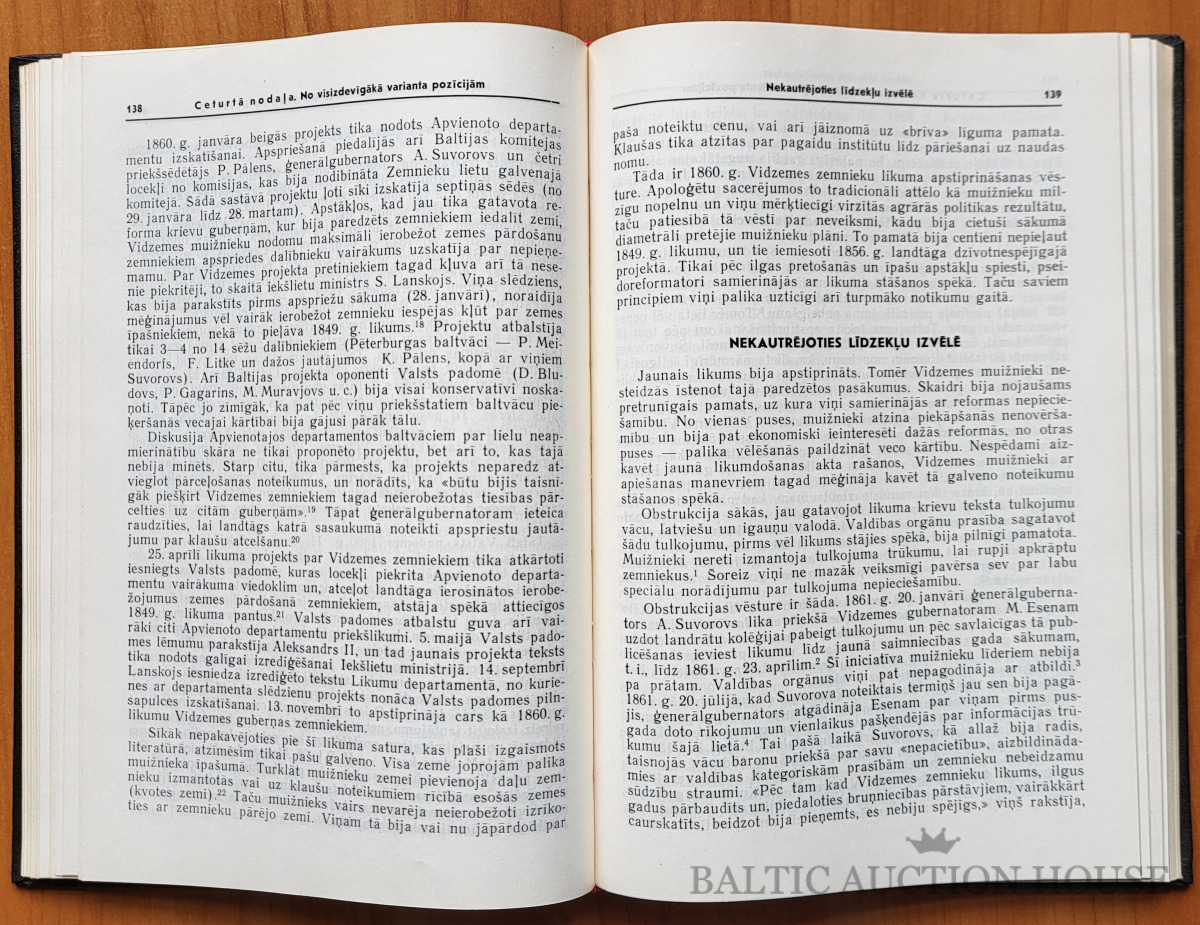 138 Ceturtā nodaļa. No visizdevīgākā varianta pozīcijām
1860. g. janvāra beigās projekts tika nodots Apvienoto departa-
mentu izskatīšanai. Apspriešanā piedalījās arī Baltijas komitejas
priekšsēdētājs P. Pālens, ģenerālgubernators A. Suvorovs un četri
locekļi no komisijas, kas bija nodibināta Zemnieku lietu galvenajā
komitejā. Šādā sastāvā projektu ļoti sīki izskatīja septiņās sēdēs (no
29. janvāra līdz 28. martam). Apstākļos, kad jau tika gatavota re-
forma krievu guberņām, kur bija paredzēts zemniekiem iedalīt zemi,
Vidzemes muižnieku nodomu maksimāli ierobežot zemes pārdošanu
zemniekiem apspriedes dalībnieku vairākums uzskatīja par nepieņe-
mamu. Par Vidzemes projekta pretiniekiem tagad kļuva arī tā nese-
nie piekritēji, to skaitā iekšlietu ministrs S. Lanskojs. Viņa slēdziens,
kas bija parakstīts pirms apspriežu sākuma (28. janvārī), noraidīja
mēģinājumus vēl vairāk ierobežot zemnieku iespējas kļūt par zemes
īpašniekiem, nekā to pieļāva 1849. g. likums.¹⁸ Projektu atbalstīja
tikai 3—4 no 14 sēžu dalībniekiem (Pēterburgas baltvāci — P. Mei-
endorfs, F. Litke un dažos jautājumos K. Pālens, kopā ar viņiem
Suvorovs). Arī Baltijas projekta oponenti Valsts padomē (D. Blu-
dovs, P. Gagarins, M. Muravjovs u. c.) bija visai konservatīvi noska-
ņoti. Tāpēc jo zīmīgāk, ka pat pēc viņu priekšstatiem baltvācu pie-
ķeršanās vecajai kārtībai bija gājusi pārāk tālu.
Diskusija Apvienotajos departamentos baltvāciem par lielu neap-
mierinātību skāra ne tikai proponēto projektu, bet arī to, kas tajā
nebija minēts. Starp citu, tika pārmests, ka projekts neparedz at-
vieglot pārceļošanas noteikumus, un norādīts, ka «būtu bijis taisnī-
gāk piešķirt Vidzemes zemniekiem tagad neierobežotas tiesības pār-
celties uz citām guberņām».¹⁹ Tāpat ģenerālgubernatoram ieteica
raudzīties, lai landtāgs katrā sasaukumā noteikti apspriestu jautā-
jumu par klaušu atcelšanu.²⁰
25. aprīlī likuma projekts par Vidzemes zemniekiem tika atkārtoti
iesniegts Valsts padomē, kuras locekļi piekrita Apvienoto departa-
mentu vairākuma viedoklim un, atceļot landtāga ierosinātos ierobe-
žojumus zemes pārdošanā zemniekiem, atstāja spēkā attiecīgos
1849. g. likuma pantus.²¹ Valsts padomes atbalstu guva arī vai-
rāki citi Apvienoto departamentu priekšlikumi. 5. maijā Valsts pado-
mes lēmumu parakstīja Aleksandrs II, un tad jaunais projekta teksts
tika nodots galīgai izrediģēšanai Iekšlietu ministrijā. 14. septembrī
Lanskojs iesniedza izrediģēto tekstu Likumu departamentā, no kurie-
nes ar departamenta slēdzienu projekts nonāca Valsts padomes piln-
sapulces izskatīšanai. 13. novembrī to apstiprināja cars kā 1860. g.
likumu Vidzemes guberņas zemniekiem.
Sīkāk nepakavējoties pie šī likuma satura, kas plaši izgaismots
literatūrā, atzīmēsim tikai pašu galveno. Visa zeme joprojām palika
muižnieka īpašumā. Turklāt muižnieku zemei pievienoja daļu zem-
nieku izmantotās vai uz klaušu noteikumiem rīcībā esošās zemes
(kvotes zemi).²² Taču muižnieks vairs nevarēja neierobežoti izrīko-
ties ar zemnieku pārējo zemi. Viņam tā bija vai nu jāpārdod par
Nekautrējoties līdzekļu izvēlē 139
paša noteiktu cenu, vai arī jāiznomā uz «brīva» līguma pamata.
Klaušas tika atzītas par pagaidu institūtu līdz pāriešanai uz naudas
nomu.
Tāda ir 1860. g. Vidzemes zemnieku likuma apstiprināšanas vēs-
ture. Apoloģētu sacerējumos to tradicionāli attēlo kā muižnieku mil-
zīgu nopelnu un viņu mērķtiecīgi virzītās agrārās politikas rezultātu,
taču patiesībā tā vēstī par neveiksmi, kādu bija cietuši sākumā
diametrāli pretējie muižnieku plāni. To pamatā bija centieni nepieļaut
1849. g. likumu, un tie iemiesoti 1856. g. landtāga dzīvotnespējīgajā
projektā. Tikai pēc ilgas pretošanās un īpašu apstākļu spiesti, psei-
doreformatori samierinājās ar likuma stāšanos spēkā. Taču saviem
principiem viņi palika uzticīgi arī turpmāko notikumu gaitā.
NEKAUTRĒJOTIES LĪDZEKĻU IZVĒLĒ
Jaunais likums bija apstiprināts. Tomēr Vidzemes muižnieki ne-
steidzās īstenot tajā paredzētos pasākumus. Skaidri bija nojaušams
pretrunīgais pamats, uz kura viņi samierinājās ar reformas nepiecie-
šamību. No vienas puses, muižnieki atzina piekāpšanās nenovērša-
mību un bija pat ekonomiski ieinteresēti dažās reformās, no otras
puses — palika vēlēšanās paildzināt veco kārtību. Nespēdami aiz-
kavēt jaunā likumdošanas akta rašanos, Vidzemes muižnieki ar
apiešanas manevriem tagad mēģināja kavēt tā galveno noteikumu
stāšanos spēkā.
Obstrukcija sākās, jau gatavojot likuma krievu teksta tulkojumu
vācu, latviešu un igauņu valodā. Valdības orgānu prasība sagatavot
šādu tulkojumu, pirms vēl likums stājies spēkā, bija pilnīgi pamatota.
Muižnieki nereti izmantoja tulkojuma trūkumu, lai rupji apkrāptu
zemniekus.¹ Šoreiz viņi ne mazāk veiksmīgi pavērsa sev par labu
speciālu norādījumu par tulkojuma nepieciešamību.
Obstrukcijas vēsture ir šāda. 1861. g. 20. janvārī ģenerālguberna-
tors A. Suvorovs lika priekšā Vidzemes gubernatoram M. Esenam
uzdot landrātu kolēģijai pabeigt tulkojumu un pēc savlaicīgas tā pub-
licēšanas ieviest likumu līdz jaunā saimniecības gada sākumam,
t. i., līdz 1861. g. 23. aprīlim.² Šī iniciatīva muižnieku līderiem nebija
pa prātam. Valdības orgānus viņi pat nepagodināja ar atbildi.³
1861. g. 20. jūlijā, kad Suvorova noteiktais termiņš jau sen bija pagā-
jis, ģenerālgubernators atgādināja Esenam par viņam pirms pus-
gada doto rīkojumu un vienlaikus pašķendējās par informācijas trū-
kumu šajā lietā.⁴ Tai pašā laikā Suvorovs, kā allaž bija radis,
taisnojās vācu baronu priekšā par savu «nepacietību», aizbildināda-
mies ar valdības kategoriskām prasībām un zemnieku nebeidzamu
sūdzību straumi. «Pēc tam kad Vidzemes zemnieku likums, ilgus
gadus pārbaudīts un, piedaloties bruņniecības pārstāvjiem, vairākkārt
caurskatīts, beidzot bija pieņemts, es nebiju spējīgs,» viņš rakstīja,
BALTIC AUCTION HOUSE